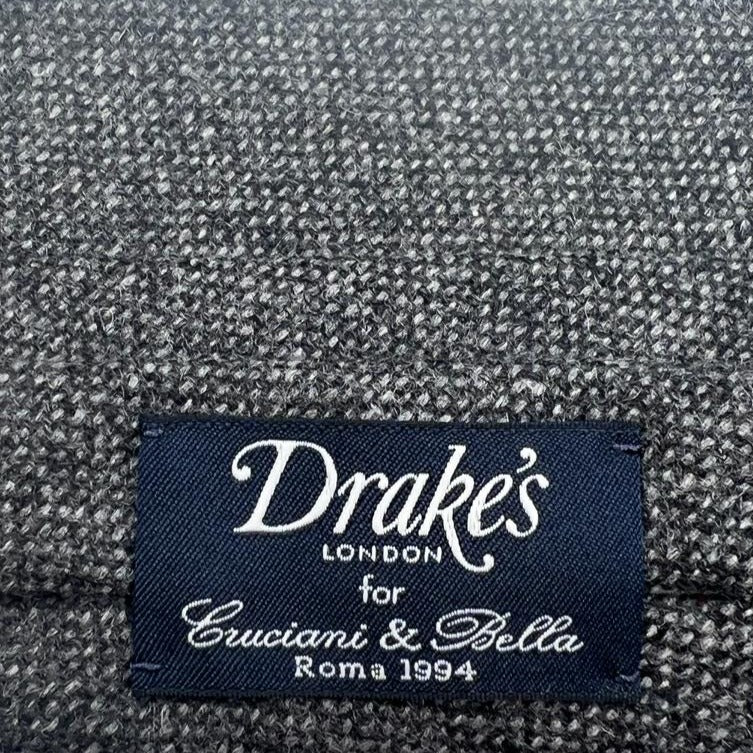 Drake's
LONDON
for
Cruciani & Bella
Roma 1994